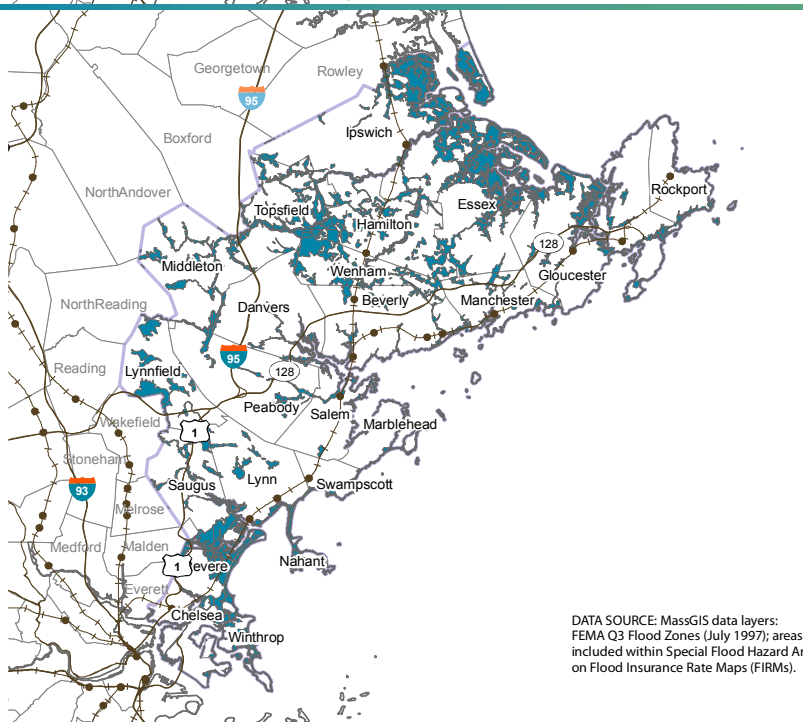 Georgetown
Rowley
95
Ipswich
Boxford
NorthAndover
Rockport
Topsfield
Essex
Hamilton
128
Middleton
Wenham
Gloucester
NorthReading
Danvers
Beverly
Manchester
95
Reading
Lynnfield
128
Peabody
Salem
Marblehead
Wakefield
1
Stoneham
Lynn
Swampscott
Saugus
93
Melrose
Medford
Malden
1
evere
Nahant
Everett
Chelsea
Winthrop
DATA SOURCE: MassGIS data layers:
FEMA Q3 Flood Zones (July 1997); areas
included within Special Flood Hazard Ar
on Flood Insurance Rate Maps (FIRMs).